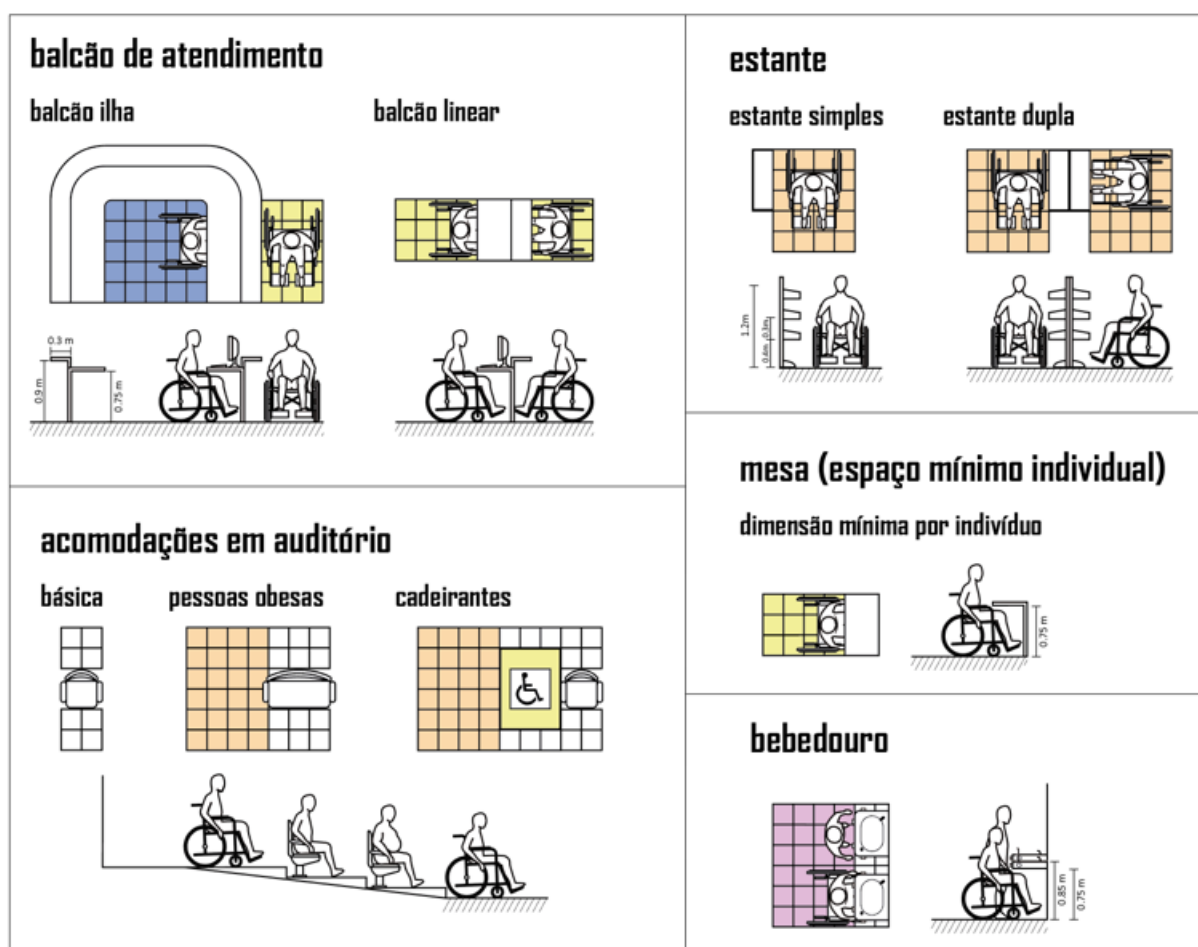 balcão de atendimento
balcão ilha
balcão linear
0.3 m
0.9 m
0.75 m
estante
estante simples
estante dupla
1.2m
0.3m
0.6m
acomodações em auditório
básica
pessoas obesas
cadeirantes
mesa (espaço mínimo individual)
dimensão mínima por indivíduo
0.75 m
bebedouro
0.85 m
0.75 m